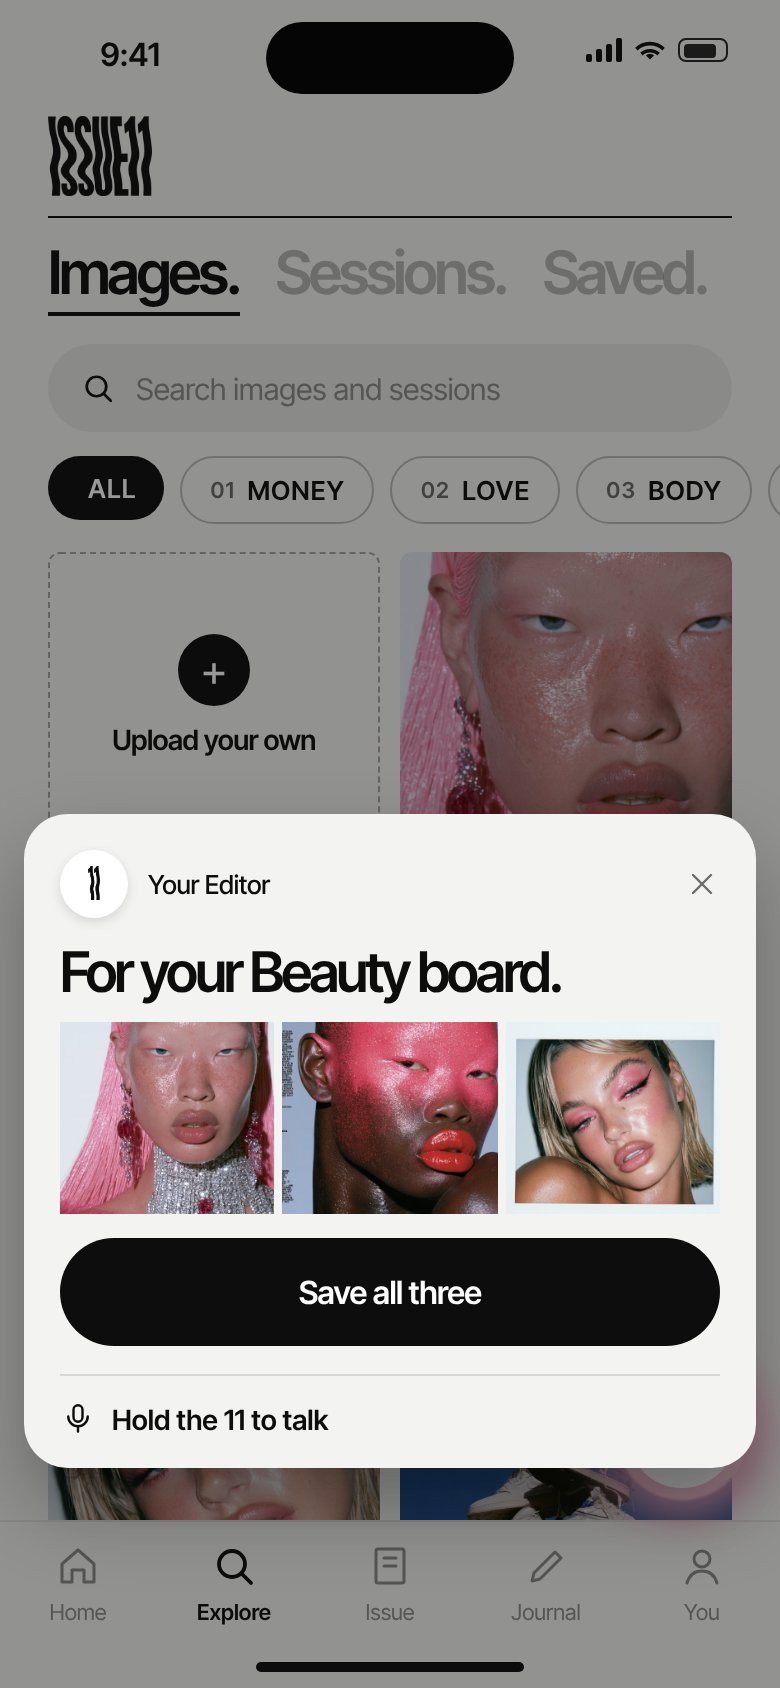 9:41
ISSUE11
Images. Sessions. Saved.
Search images and sessions
ALL 01 MONEY 02 LOVE 03 BODY
+
Upload your own
11 Your Editor
For your Beauty board.
Save all three
Hold the 11 to talk
Home Explore Issue Journal You